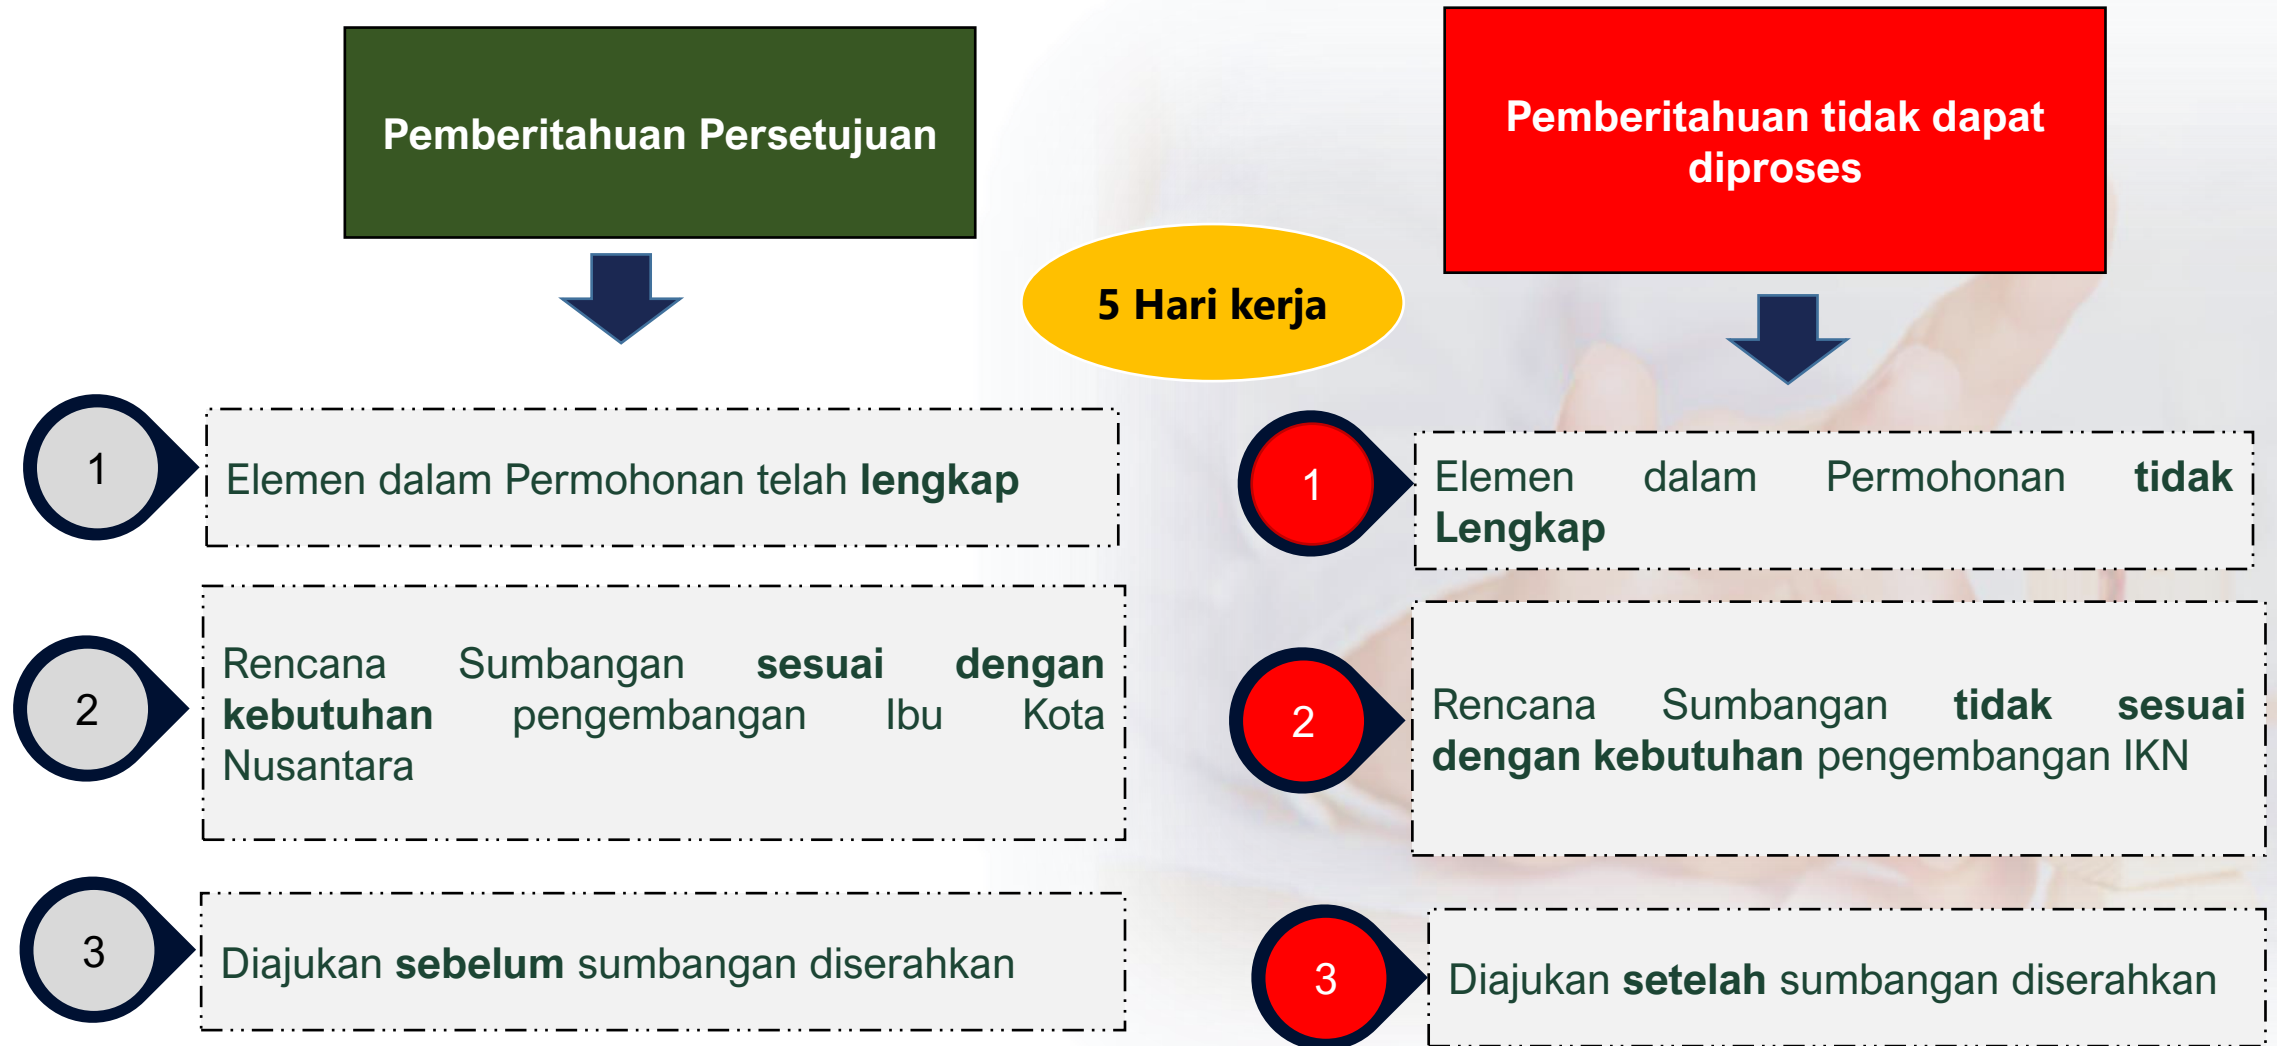 Pemberitahuan Persetujuan
1
Elemen dalam Permohonan telah lengkap
2
Rencana Sumbangan sesuai dengan
kebutuhan pengembangan Ibu Kota
Nusantara
3
Diajukan sebelum sumbangan diserahkan
5 Hari kerja
Pemberitahuan tidak dapat
diproses
1
Elemen dalam Permohonan tidak
Lengkap
2
Rencana Sumbangan tidak sesuai
dengan kebutuhan pengembangan IKN
3
Diajukan setelah sumbangan diserahkan